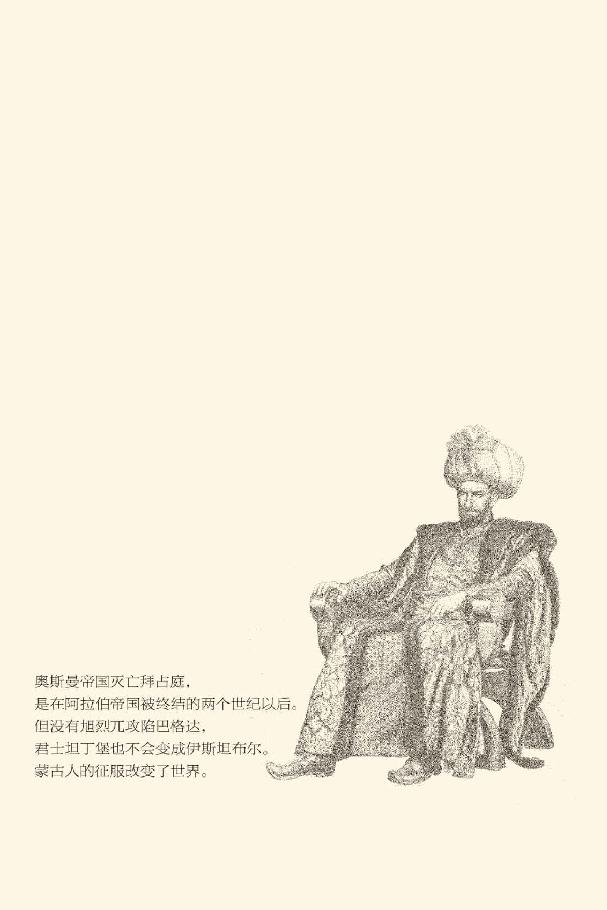 奥斯曼帝国灭亡拜占庭，
是在阿拉伯帝国被终结的两个世纪以后。
但没有旭烈兀攻陷巴格达，
君士坦丁堡也不会变成伊斯坦布尔。
蒙古人的征服改变了世界。